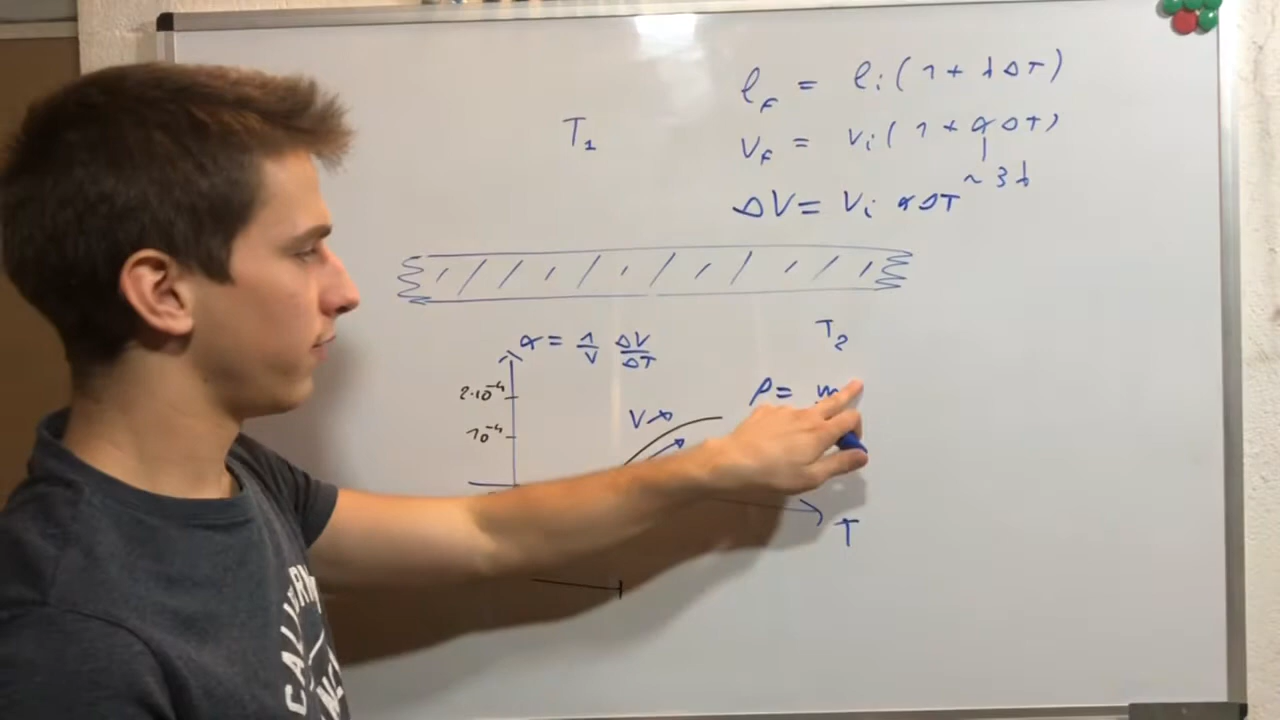 T₁
ℓ_f = ℓ_i (1 + λΔT)
V_f = V_i (1 + αΔT)
~ 3λ
ΔV = V_i αΔT
T₂
α = 1/V ΔV/ΔT
2·10⁻⁴
10⁻⁴
V↗
ρ = m
T